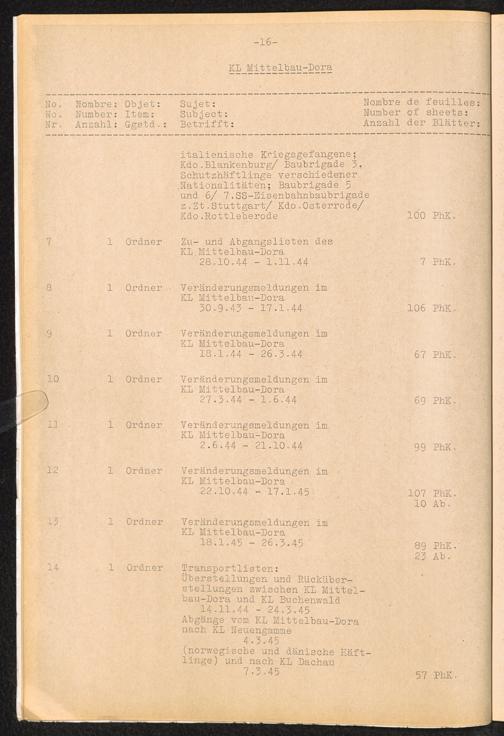 -16-
KL Mittelbau-Dora
No. Nombre: Objet: Sujet: Nombre de feuilles:
No. Number: Item: Subject: Number of sheets:
Nr. Anzahl: Ggstd.: Betrifft: Anzahl der Blätter:
italienische Kriegsgefangene;
Kdo.Blankenburg/ Baubrigade 3,
Schutzhäftlinge verschiedener
Nationalitäten; Baubrigade 5
und 6/ 7.SS-Eisenbahnbaubrigade
z.Zt.Stuttgart/ Kdo.Osterode/
Kdo.Rottleberode 100 PhK.
7 1 Ordner Zu- und Abgangslisten des
KL Mittelbau-Dora
28.10.44 - 1.11.44 7 PhK.
8 1 Ordner Veränderungsmeldungen im
KL Mittelbau-Dora
30.9.43 - 17.1.44 106 PhK.
9 1 Ordner Veränderungsmeldungen im
KL Mittelbau-Dora
18.1.44 - 26.3.44 67 PhK.
10 1 Ordner Veränderungsmeldungen im
KL Mittelbau-Dora
27.3.44 - 1.6.44 69 PhK.
11 1 Ordner Veränderungsmeldungen im
KL Mittelbau-Dora
2.6.44 - 21.10.44 99 PhK.
12 1 Ordner Veränderungsmeldungen im
KL Mittelbau-Dora
22.10.44 - 17.1.45 107 PhK.
10 Ab.
13 1 Ordner Veränderungsmeldungen im
KL Mittelbau-Dora
18.1.45 - 26.3.45 89 PhK.
23 Ab.
14 1 Ordner Transportlisten:
Überstellungen und Rücküber-
stellungen zwischen KL Mittel-
bau-Dora und KL Buchenwald
14.11.44 - 24.3.45
Abgänge vom KL Mittelbau-Dora
nach KL Neuengamme
4.3.45
(norwegische und dänische Häft-
linge) und nach KL Dachau
7.3.45 57 PhK.